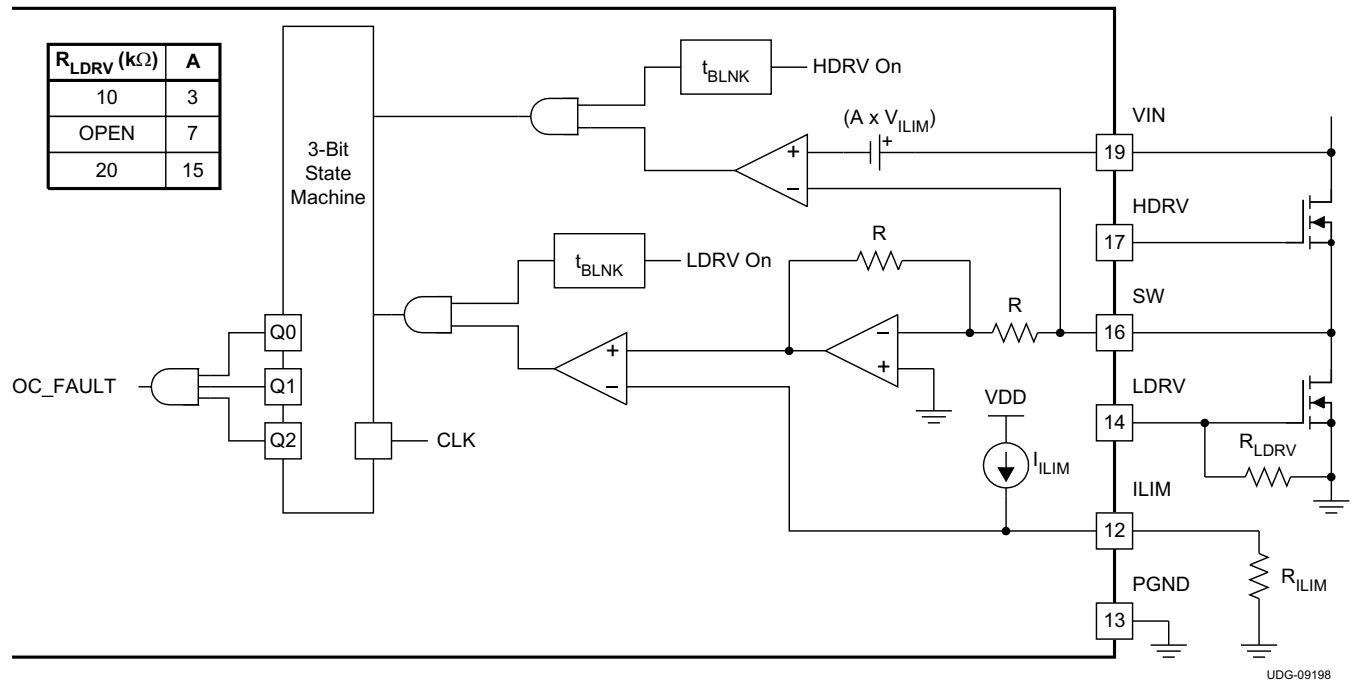 R_LDRV (kΩ) A
10 3
OPEN 7
20 15
3-Bit
State
Machine
t_BLNK
HDRV On
(A x V_ILIM)
+
+
–
VIN
19
HDRV
17
t_BLNK
LDRV On
R
R
SW
16
–
+
+
–
LDRV
14
R_LDRV
VDD
I_ILIM
ILIM
12
R_ILIM
PGND
13
Q0
Q1
Q2
OC_FAULT
CLK
UDG-09198